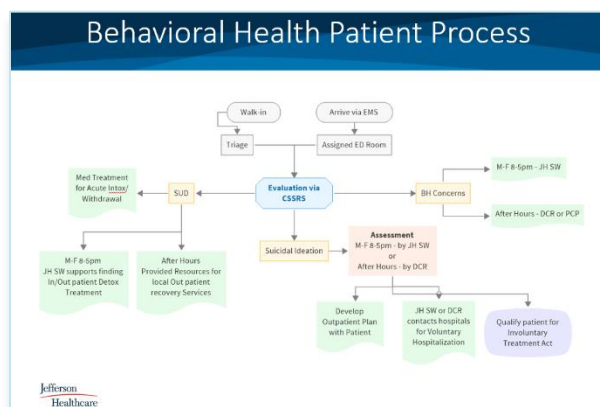 Behavioral Health Patient Process
Walk-in
Arrive via EMS
Triage
Assigned ED Room
Med Treatment
for Acute Intox/
Withdrawal
SUD
Evaluation via
CSSRS
BH Concerns
M-F 8-5pm - JH SW
After Hours - DCR or PCP
M-F 8-5pm
JH SW supports finding
In/Out patient Detox
Treatment
After Hours
Provided Resources for
local Out patient
recovery Services
Suicidal Ideation
Assessment
M-F 8-5pm - by JH SW
or
After Hours - by DCR
Develop
Outpatient Plan
with Patient
JH SW or DCR
contacts hospitals
for Voluntary
Hospitalization
Qualify patient for
Involuntary
Treatment Act
Jefferson
Healthcare